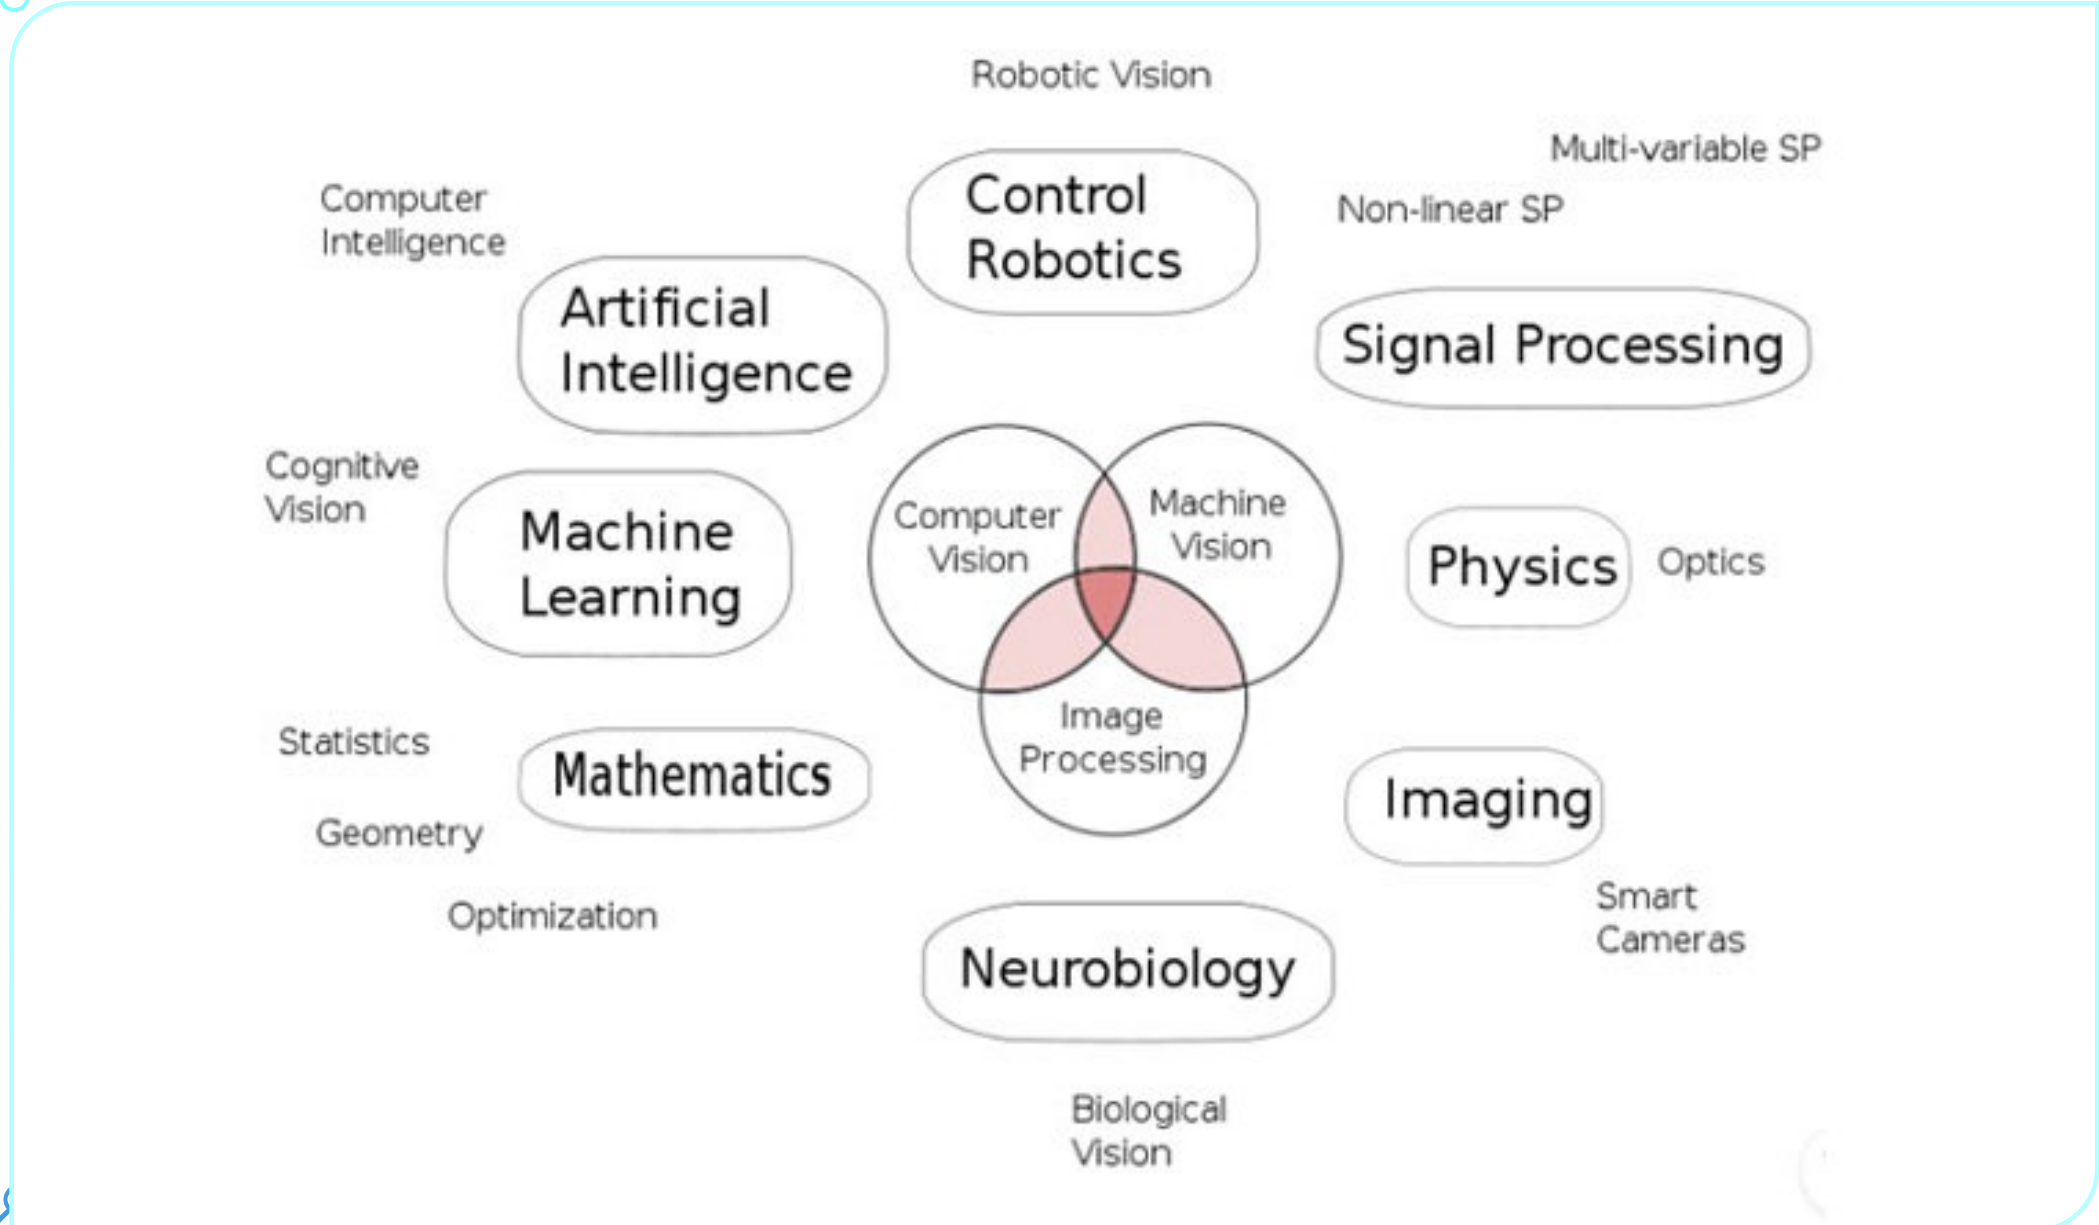 Robotic Vision
Multi-variable SP
Computer
Intelligence
Control
Robotics
Non-linear SP
Artificial
Intelligence
Signal Processing
Cognitive
Vision
Machine
Learning
Computer
Vision
Machine
Vision
Physics
Optics
Image
Processing
Statistics
Mathematics
Geometry
Imaging
Optimization
Smart
Cameras
Neurobiology
Biological
Vision